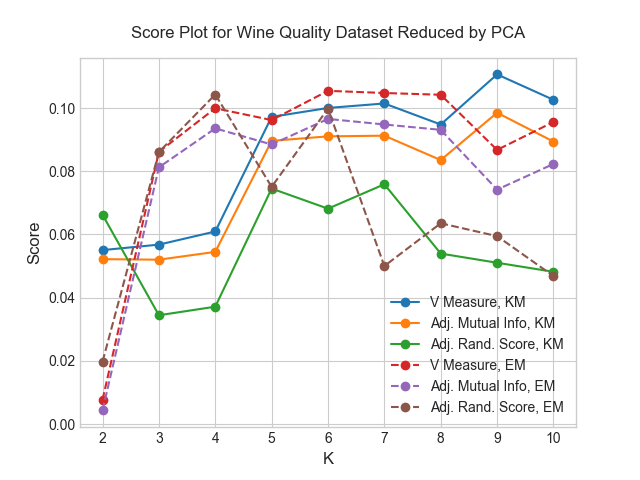 Score Plot for Wine Quality Dataset Reduced by PCA
Score
0.10
0.08
0.06
0.04
0.02
0.00
V Measure, KM
Adj. Mutual Info, KM
Adj. Rand. Score, KM
V Measure, EM
Adj. Mutual Info, EM
Adj. Rand. Score, EM
2 3 4 5 6 7 8 9 10
K